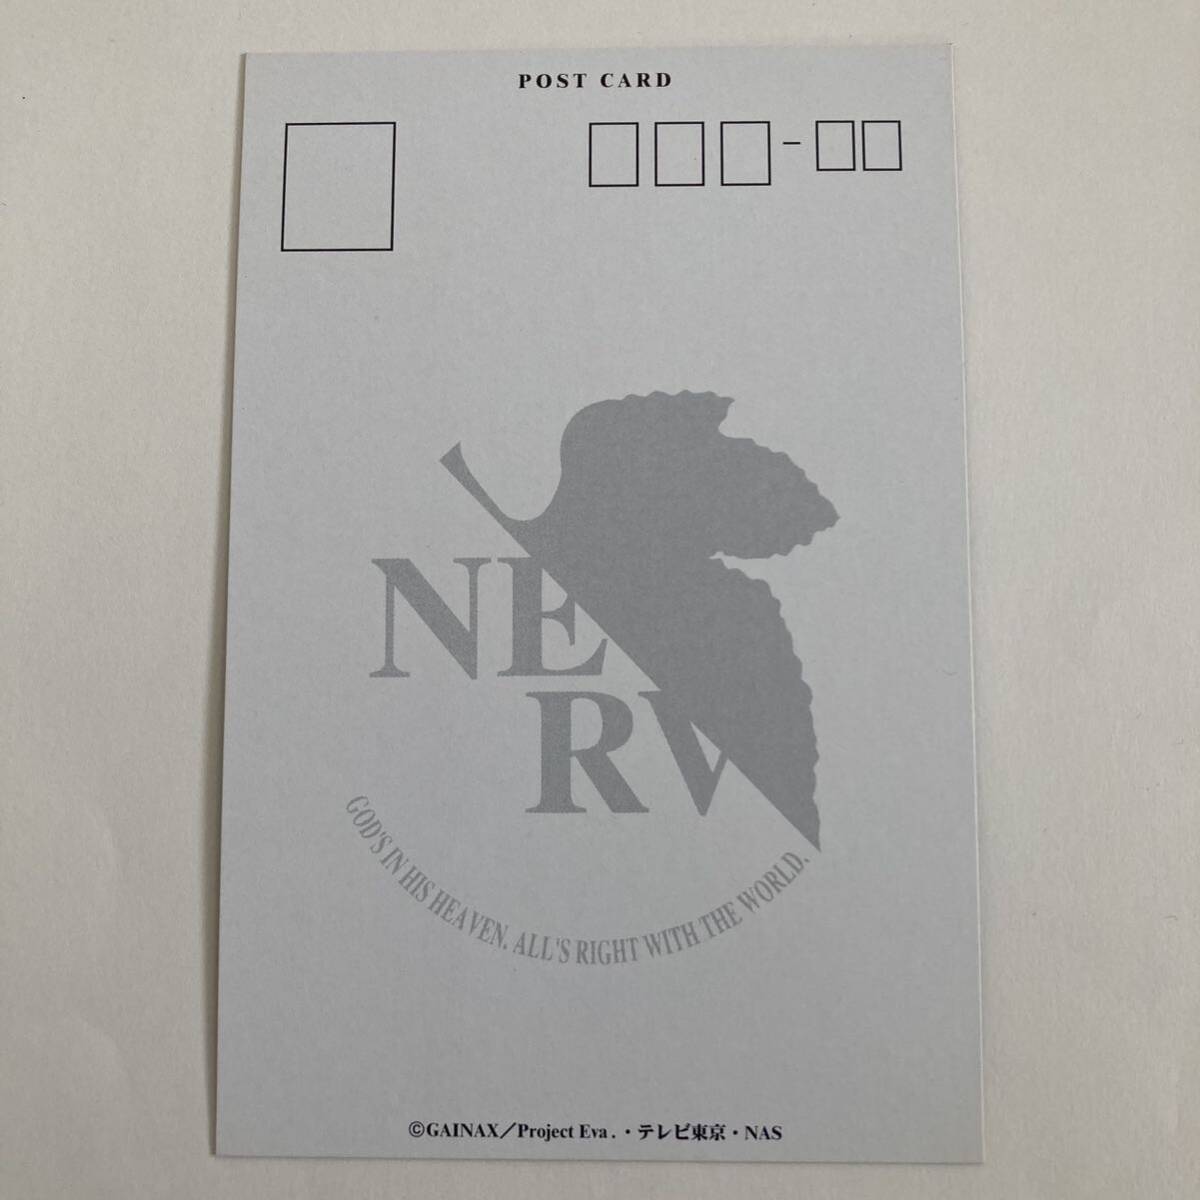 POST CARD
NE
RV
GOD'S IN HIS HEAVEN. ALL'S RIGHT WITH THE WORLD.
©GAINAX／Project Eva.・テレビ東京・NAS